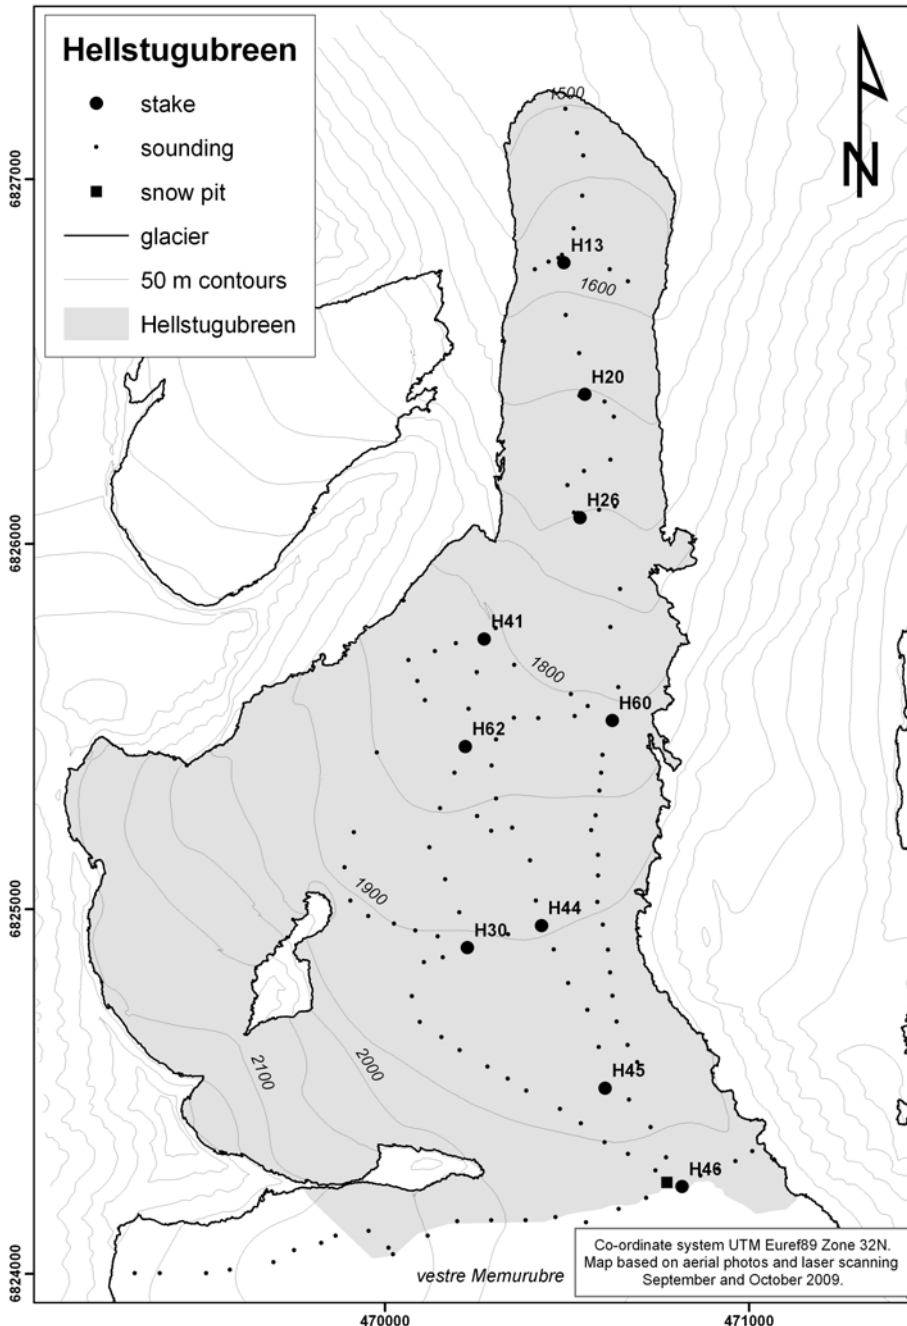 Hellstugubreen
stake
sounding
snow pit
glacier
50 m contours
Hellstugubreen
N
1500
6827000
H13
1600
H20
H26
6826000
H41
1800
H60
H62
1900
6825000
H44
H30
2100
2000
H45
H46
6824000
vestre Memurubre
Co-ordinate system UTM Euref89 Zone 32N.
Map based on aerial photos and laser scanning
September and October 2009.
470000
471000